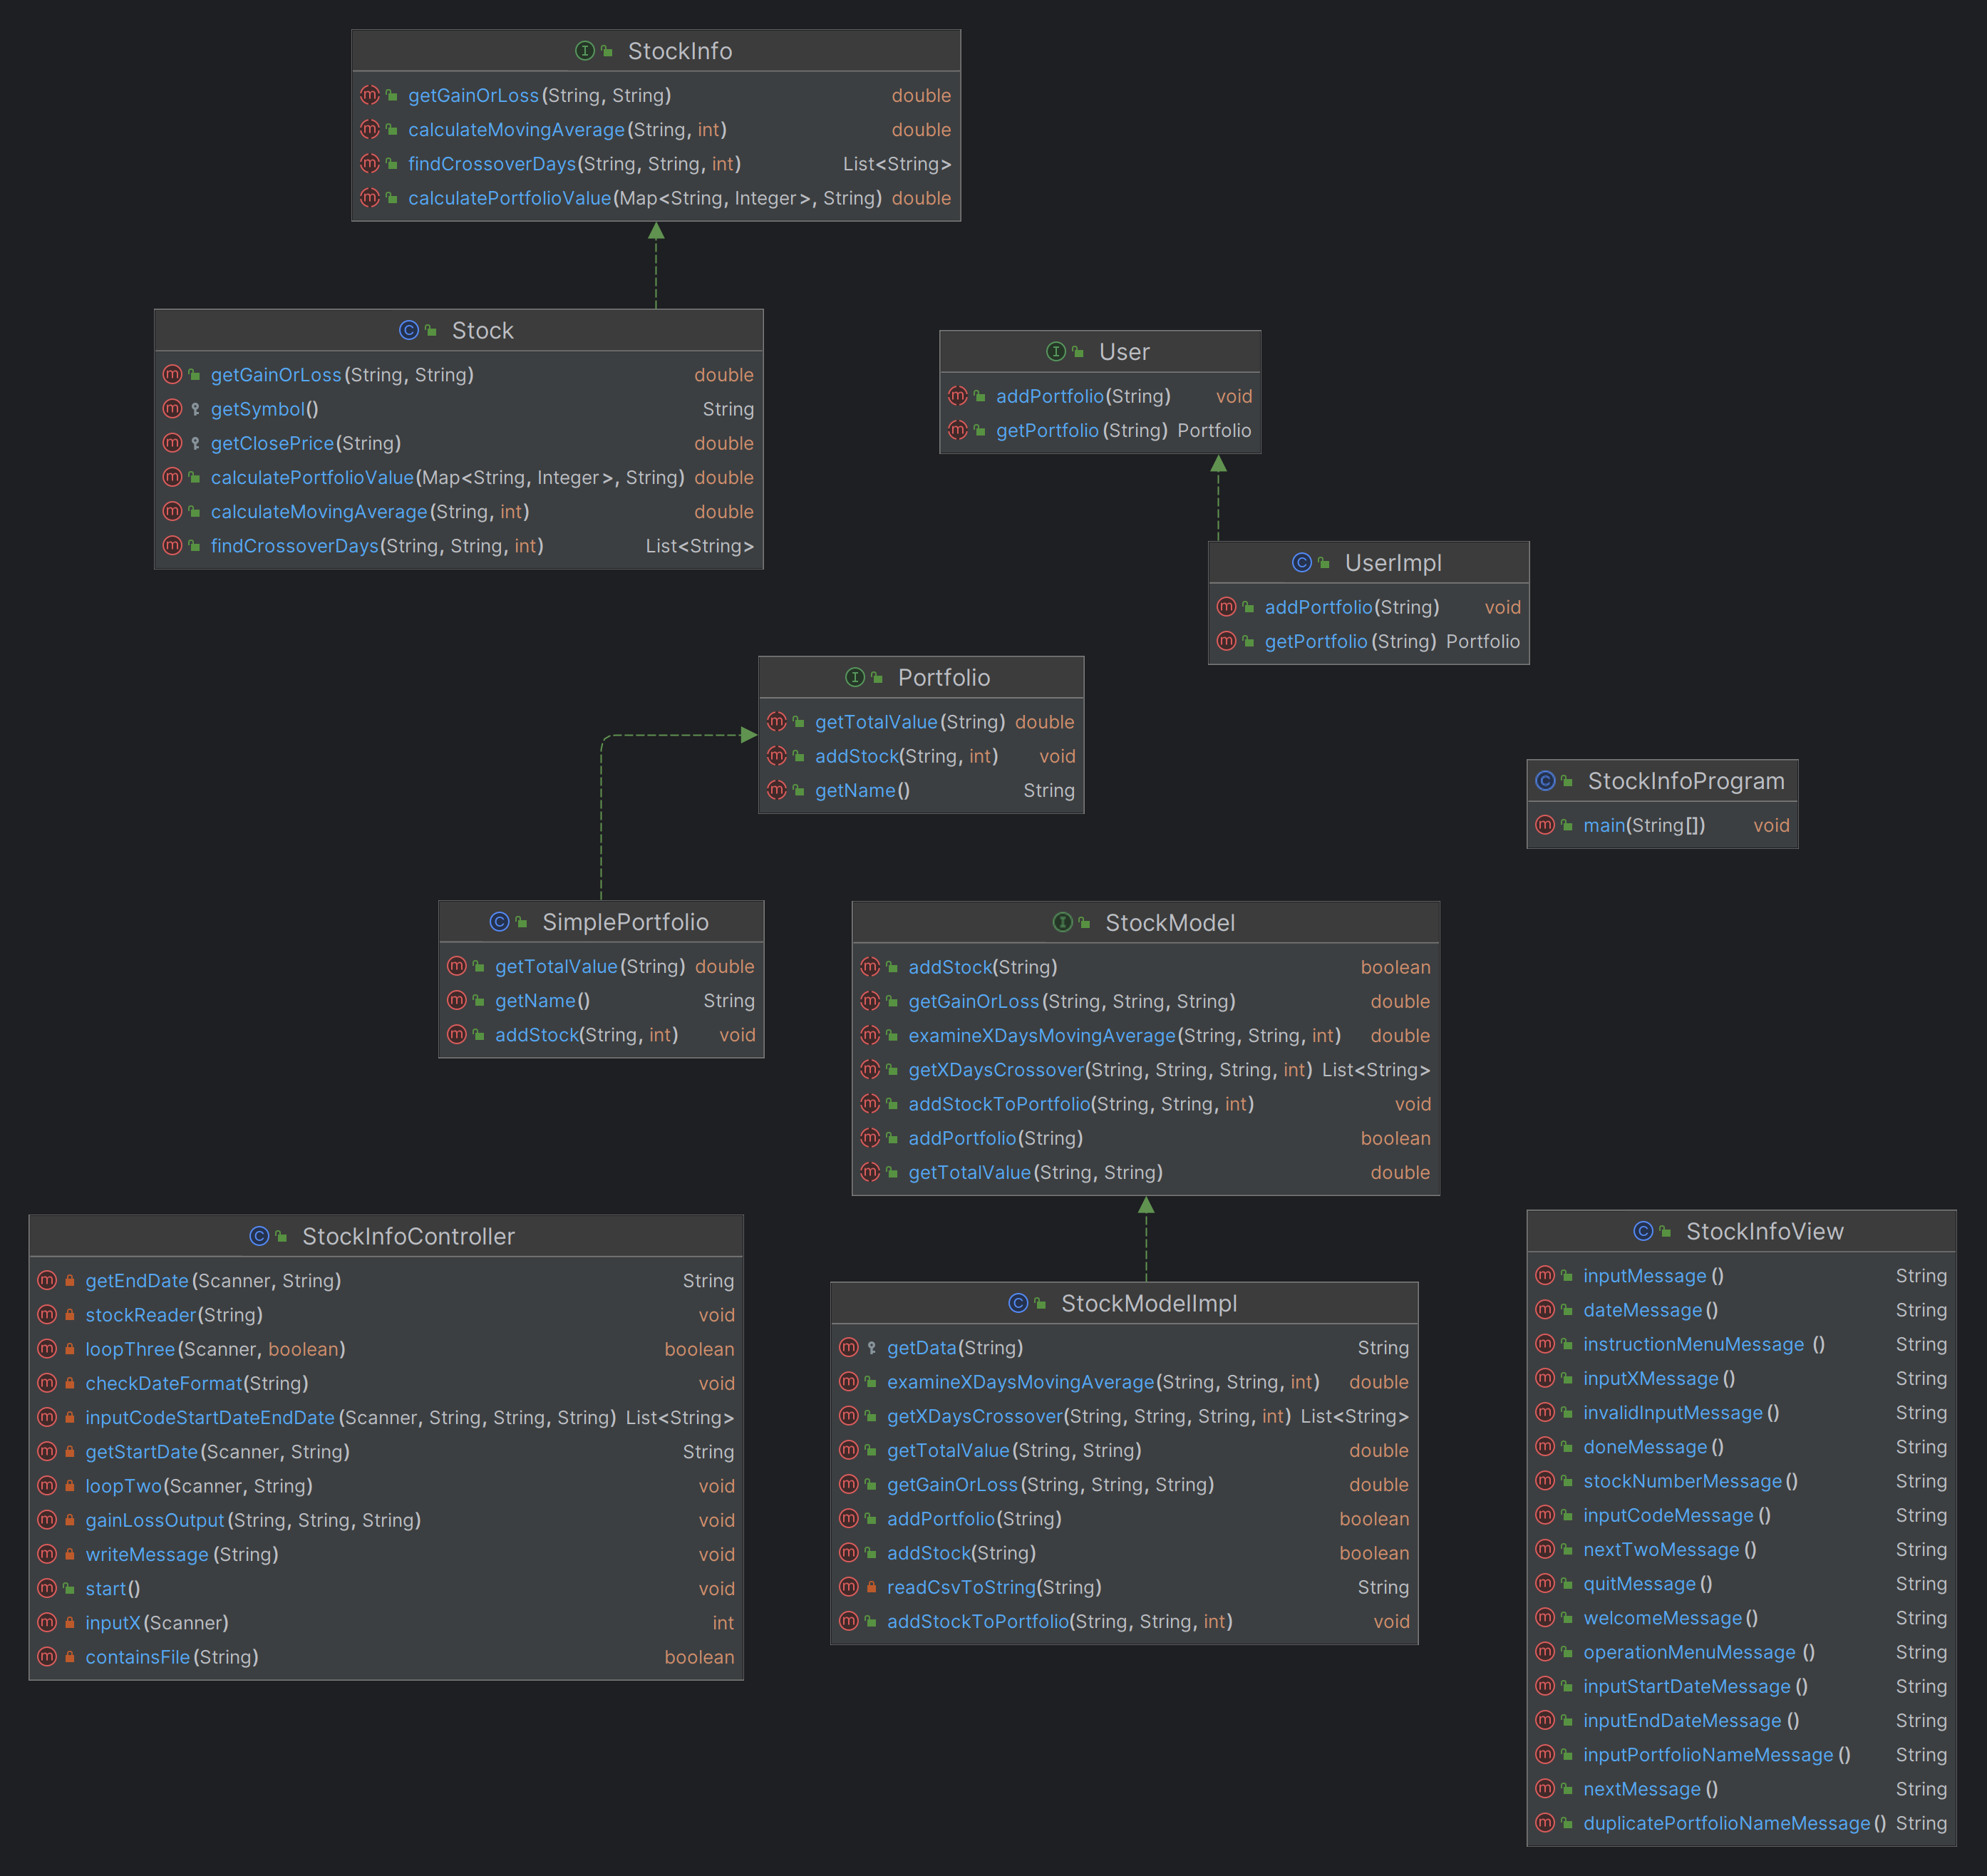 StockInfo
getGainOrLoss(String, String) double
calculateMovingAverage(String, int) double
findCrossoverDays(String, String, int) List<String>
calculatePortfolioValue(Map<String, Integer>, String) double
Stock
getGainOrLoss(String, String) double
getSymbol() String
getClosePrice(String) double
calculatePortfolioValue(Map<String, Integer>, String) double
calculateMovingAverage(String, int) double
findCrossoverDays(String, String, int) List<String>
User
addPortfolio(String) void
getPortfolio(String) Portfolio
UserImpl
addPortfolio(String) void
getPortfolio(String) Portfolio
Portfolio
getTotalValue(String) double
addStock(String, int) void
getName() String
StockInfoProgram
main(String[]) void
SimplePortfolio
getTotalValue(String) double
getName() String
addStock(String, int) void
StockModel
addStock(String) boolean
getGainOrLoss(String, String, String) double
examineXDaysMovingAverage(String, String, int) double
getXDaysCrossover(String, String, String, int) List<String>
addStockToPortfolio(String, String, int) void
addPortfolio(String) boolean
getTotalValue(String, String) double
StockInfoController
getEndDate(Scanner, String) String
stockReader(String) void
loopThree(Scanner, boolean) boolean
checkDateFormat(String) void
inputCodeStartDateEndDate(Scanner, String, String, String) List<String>
getStartDate(Scanner, String) String
loopTwo(Scanner, String) void
gainLossOutput(String, String, String) void
writeMessage(String) void
start() void
inputX(Scanner) int
containsFile(String) boolean
StockModelImpl
getData(String) String
examineXDaysMovingAverage(String, String, int) double
getXDaysCrossover(String, String, String, int) List<String>
getTotalValue(String, String) double
getGainOrLoss(String, String, String) double
addPortfolio(String) boolean
addStock(String) boolean
readCsvToString(String) String
addStockToPortfolio(String, String, int) void
StockInfoView
inputMessage() String
dateMessage() String
instructionMenuMessage() String
inputXMessage() String
invalidInputMessage() String
doneMessage() String
stockNumberMessage() String
inputCodeMessage() String
nextTwoMessage() String
quitMessage() String
welcomeMessage() String
operationMenuMessage() String
inputStartDateMessage() String
inputEndDateMessage() String
inputPortfolioNameMessage() String
nextMessage() String
duplicatePortfolioNameMessage() String